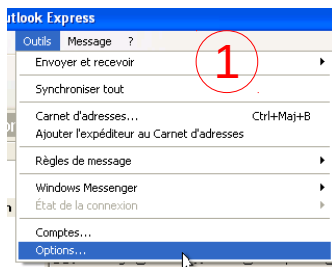 utlook Express
Outils Message ?
1
Envoyer et recevoir
Synchroniser tout
Carnet d'adresses... Ctrl+Maj+B
Ajouter l'expéditeur au Carnet d'adresses
Règles de message
Windows Messenger
État de la connexion
Comptes...
Options...